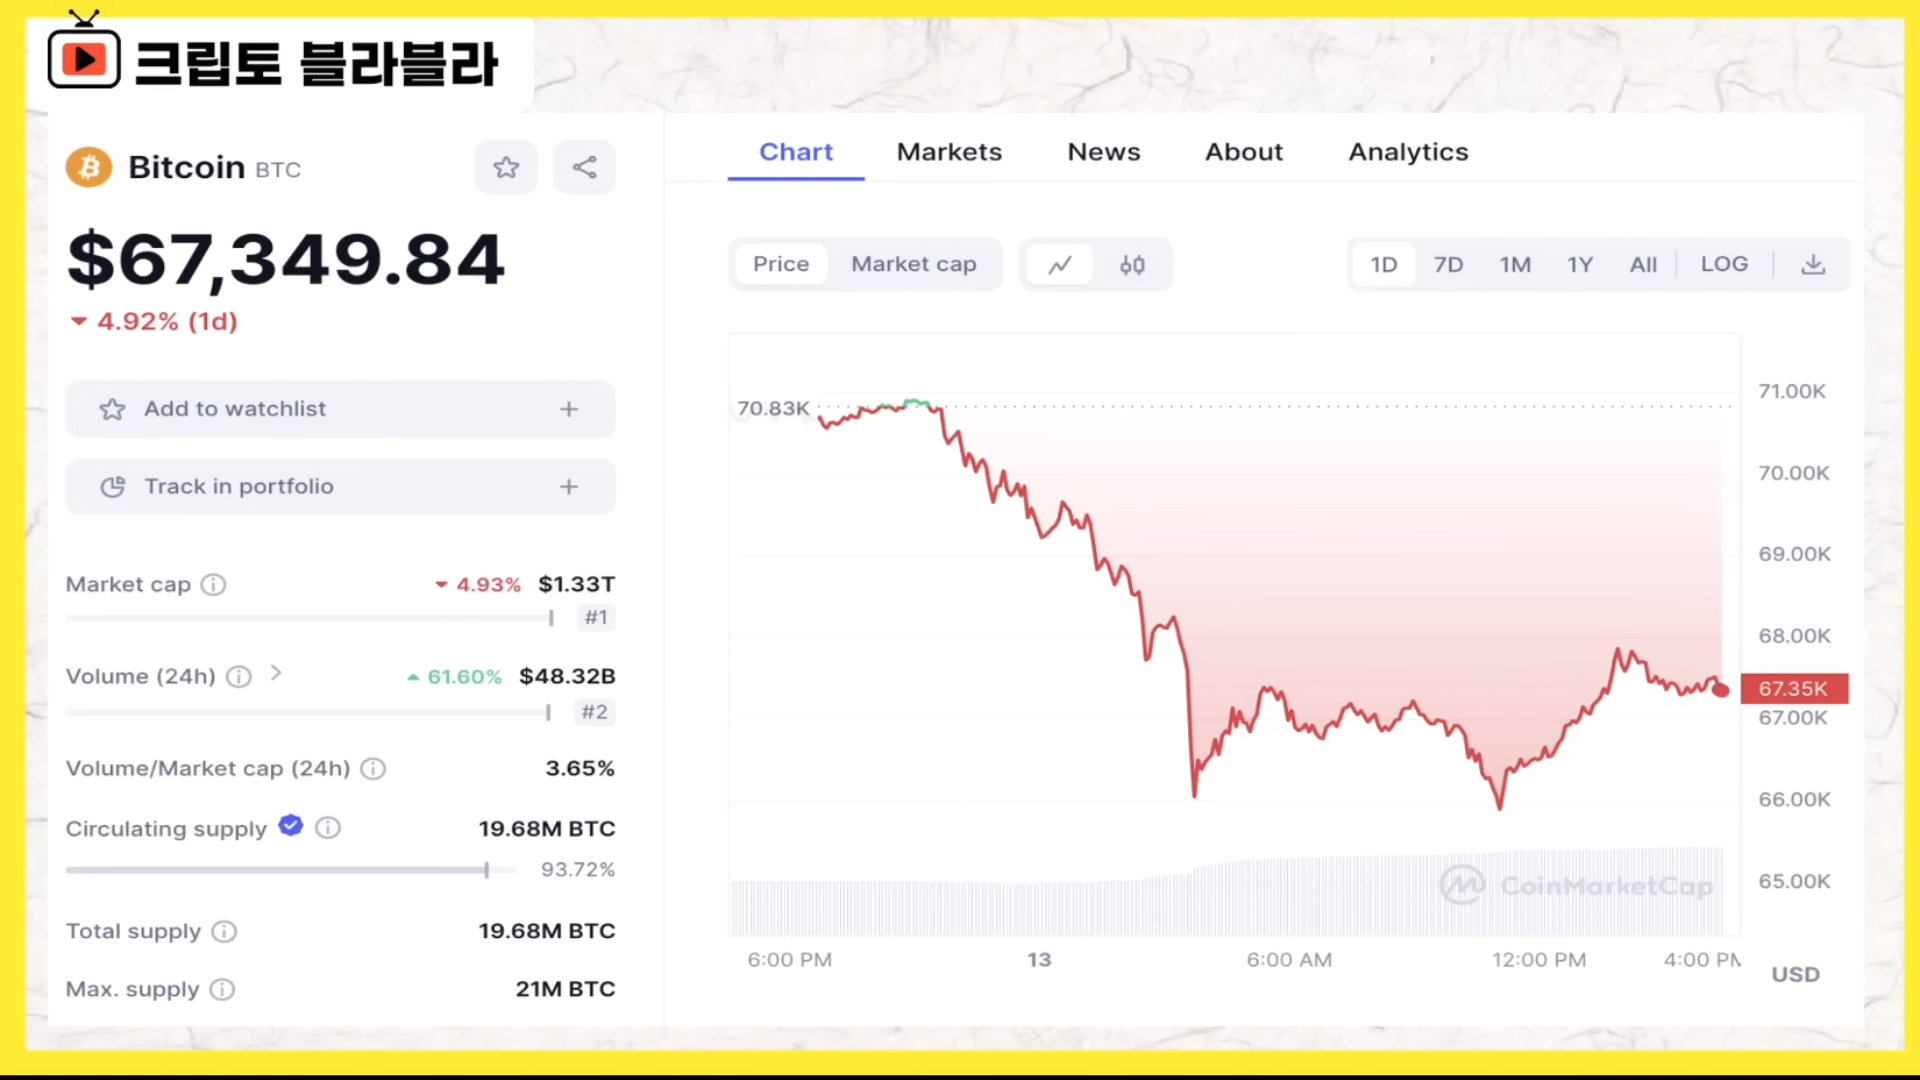 크립토 블라블라
Bitcoin BTC
$67,349.84
4.92% (1d)
Add to watchlist
Track in portfolio
Market cap 4.93% $1.33T
#1
Volume (24h) 61.60% $48.32B
#2
Volume/Market cap (24h) 3.65%
Circulating supply 19.68M BTC
93.72%
Total supply 19.68M BTC
Max. supply 21M BTC
Chart Markets News About Analytics
Price Market cap
1D 7D 1M 1Y All LOG
70.83K
71.00K
70.00K
69.00K
68.00K
67.35K
67.00K
66.00K
65.00K
CoinMarketCap
6:00 PM 13 6:00 AM 12:00 PM 4:00 PM
USD